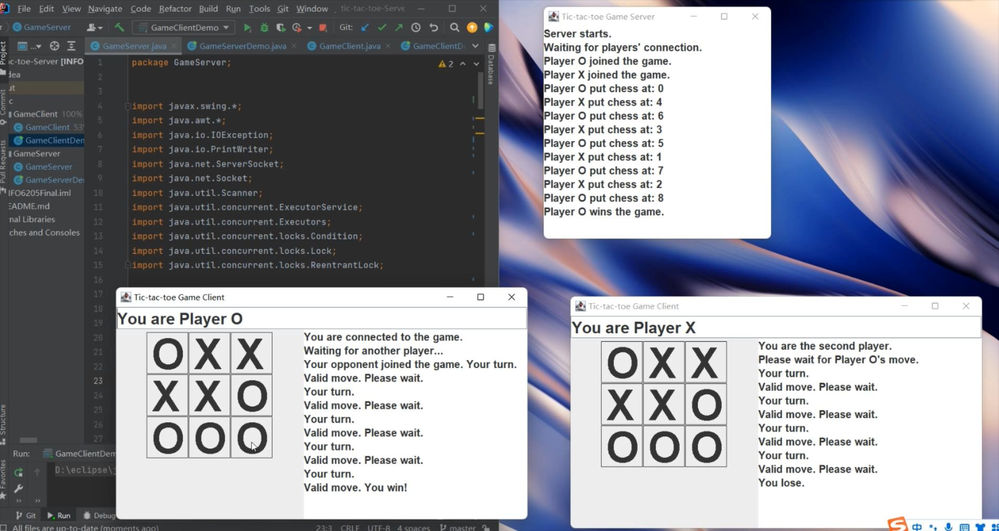 File Edit View Navigate Code Refactor Build Run Tools Git Window tic-tac-toe-Serve
GameServer GameClientDemo Git:
GameServer.java GameServerDemo.java GameClient.java GameClientD
Project
Commit
Pull Requests
Structure
Favorites
Database
c-toe-Server [INFO
dea
ut
c
GameClient 100%
GameClient 53
GameClientDem
GameServer
GameServer
GameServerDe
IFO6205Final.iml
EADME.md
nal Libraries
ches and Consoles
2
1 package GameServer;
2
3
4 import javax.swing.*;
5 import java.awt.*;
6 import java.io.IOException;
7 import java.io.PrintWriter;
8 import java.net.ServerSocket;
9 import java.net.Socket;
10 import java.util.Scanner;
11 import java.util.concurrent.ExecutorService;
12 import java.util.concurrent.Executors;
13 import java.util.concurrent.locks.Condition;
14 import java.util.concurrent.locks.Lock;
15 import java.util.concurrent.locks.ReentrantLock;
16
17
18
19
20
21
22
23
24
25
26
27
Run: GameClientDem
D:\eclipse\j
Git Run Debug
All files are up-to-date (moments ago)
23:3 CRLF UTF-8 4 spaces master
Tic-tac-toe Game Server
Server starts.
Waiting for players' connection.
Player O joined the game.
Player X joined the game.
Player O put chess at: 0
Player X put chess at: 4
Player O put chess at: 6
Player X put chess at: 3
Player O put chess at: 5
Player X put chess at: 1
Player O put chess at: 7
Player X put chess at: 2
Player O put chess at: 8
Player O wins the game.
Tic-tac-toe Game Client
You are Player O
O X X
X X O
O O O
You are connected to the game.
Waiting for another player...
Your opponent joined the game. Your turn.
Valid move. Please wait.
Your turn.
Valid move. Please wait.
Your turn.
Valid move. Please wait.
Your turn.
Valid move. Please wait.
Your turn.
Valid move. You win!
Tic-tac-toe Game Client
You are Player X
O X X
X X O
O O O
You are the second player.
Please wait for Player O's move.
Your turn.
Valid move. Please wait.
Your turn.
Valid move. Please wait.
Your turn.
Valid move. Please wait.
Your turn.
Valid move. Please wait.
You lose.
S 中